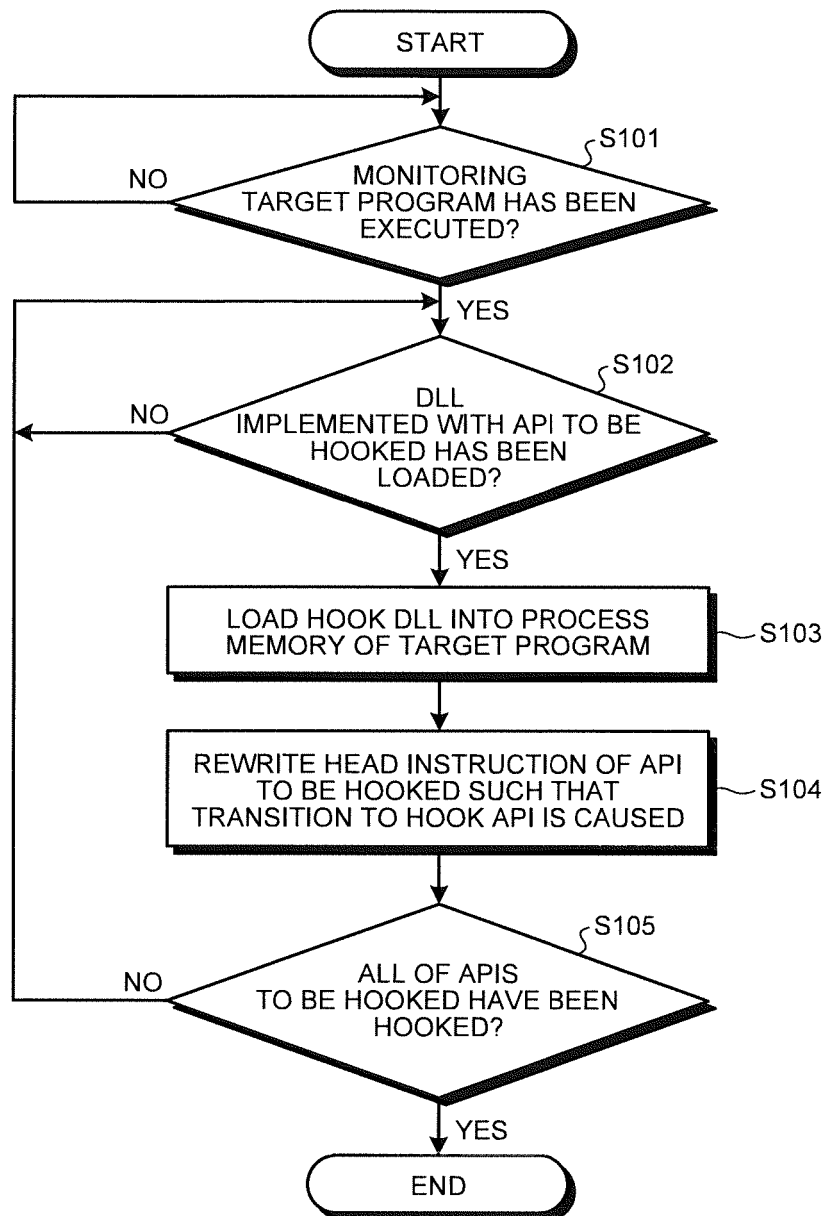 START
S101
NO
MONITORING
TARGET PROGRAM HAS BEEN
EXECUTED?
YES
S102
NO
DLL
IMPLEMENTED WITH API TO BE
HOOKED HAS BEEN
LOADED?
YES
LOAD HOOK DLL INTO PROCESS
MEMORY OF TARGET PROGRAM
S103
REWRITE HEAD INSTRUCTION OF API
TO BE HOOKED SUCH THAT
TRANSITION TO HOOK API IS CAUSED
S104
S105
NO
ALL OF APIS
TO BE HOOKED HAVE BEEN
HOOKED?
YES
END